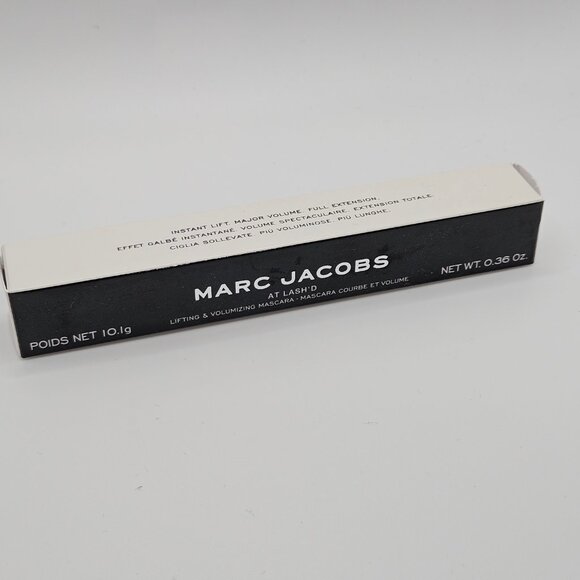 INSTANT LIFT. MAJOR VOLUME. FULL EXTENSION.
EFFET GALBÉ INSTANTANÉ. VOLUME SPECTACULAIRE. EXTENSION TOTALE.
CIGLIA SOLLEVATE. PIÙ VOLUMINOSE. PIÙ LUNGHE.
MARC JACOBS
AT LASH'D
LIFTING & VOLUMIZING MASCARA • MASCARA COURBE ET VOLUME
POIDS NET 10.1g
NET WT. 0.36 Oz.